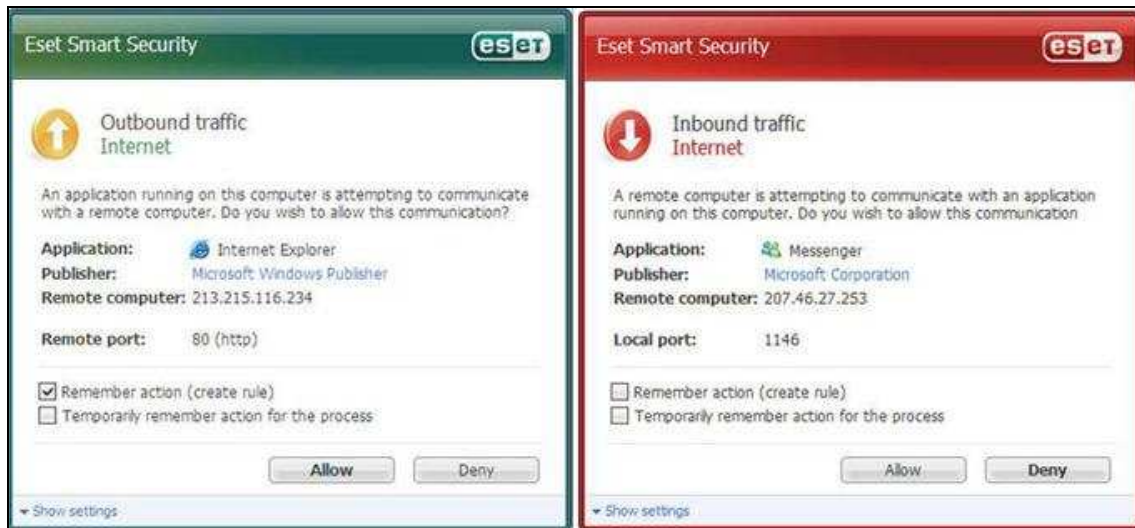 Eset Smart Security
eseT
Outbound traffic
Internet
An application running on this computer is attempting to communicate
with a remote computer. Do you wish to allow this communication?
Application: Internet Explorer
Publisher: Microsoft Windows Publisher
Remote computer: 213.215.116.234
Remote port: 80 (http)
Remember action (create rule)
Temporarily remember action for the process
Allow Deny
Show settings
Eset Smart Security
eseT
Inbound traffic
Internet
A remote computer is attempting to communicate with an application
running on this computer. Do you wish to allow this communication
Application: Messenger
Publisher: Microsoft Corporation
Remote computer: 207.46.27.253
Local port: 1146
Remember action (create rule)
Temporarily remember action for the process
Allow Deny
Show settings